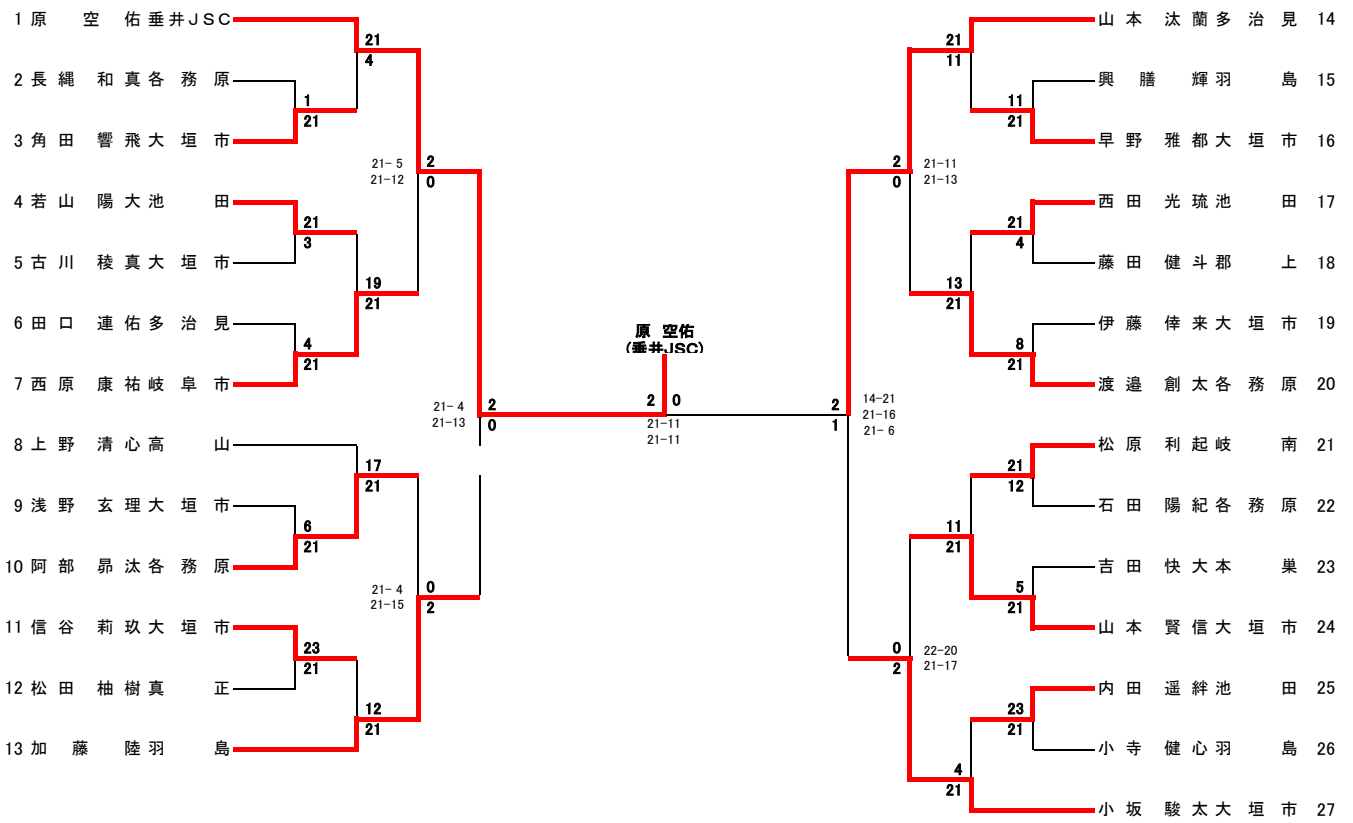 1 原 空 佑 垂井JSC
21
4
2 長 縄 和 真 各 務 原
1
21
3 角 田 響 飛 大 垣 市
21- 5
21-12
2
0
4 若 山 陽 大 池 田
21
3
5 古 川 稜 真 大 垣 市
19
21
6 田 口 連 佑 多 治 見
4
21
7 西 原 康 祐 岐 阜 市
21- 4
21-13
2
0
8 上 野 清 心 高 山
17
21
9 浅 野 玄 理 大 垣 市
6
21
10 阿 部 昴 汰 各 務 原
21- 4
21-15
0
2
11 信 谷 莉 玖 大 垣 市
23
21
12 松 田 柚 樹 真 正
12
21
13 加 藤 陸 羽 島
原 空佑
(垂井JSC)
2 0
21-11
21-11
山 本 汰 蘭 多 治 見 14
21
11
興 膳 輝 羽 島 15
11
21
早 野 雅 都 大 垣 市 16
2
0
21-11
21-13
西 田 光 琉 池 田 17
21
4
藤 田 健 斗 郡 上 18
13
21
伊 藤 倖 来 大 垣 市 19
8
21
渡 邉 創 太 各 務 原 20
2
1
14-21
21-16
21- 6
松 原 利 起 岐 南 21
21
12
石 田 陽 紀 各 務 原 22
11
21
吉 田 快 大 本 巣 23
5
21
山 本 賢 信 大 垣 市 24
0
2
22-20
21-17
内 田 遥 絆 池 田 25
23
21
小 寺 健 心 羽 島 26
4
21
小 坂 駿 太 大 垣 市 27